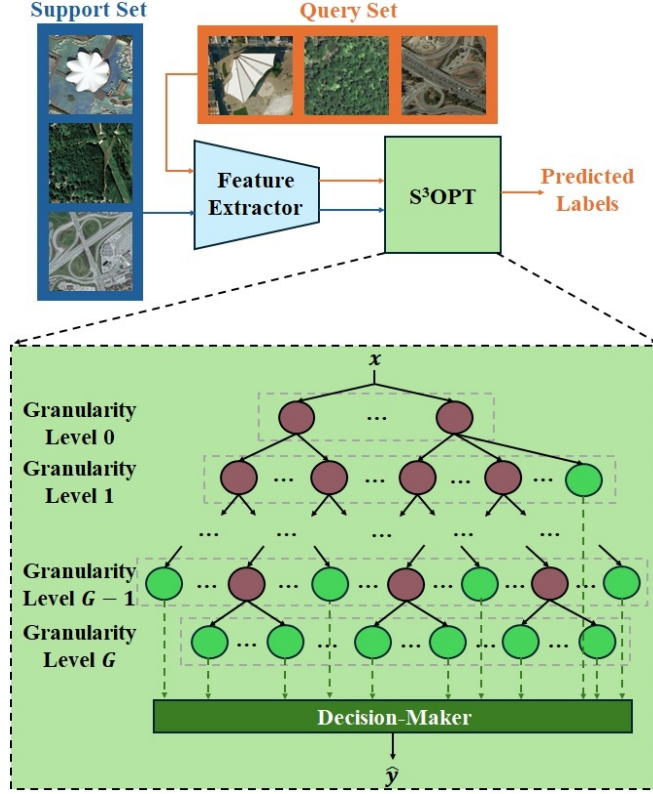 Support Set
Query Set
Feature
Extractor
S³OPT
Predicted
Labels
x
Granularity
Level 0
...
Granularity
Level 1
... ... ... ... ...
... ... ... ...
Granularity
Level G − 1
... ... ... ... ... ...
Granularity
Level G
... ... ... ... ...
Decision-Maker
ŷ